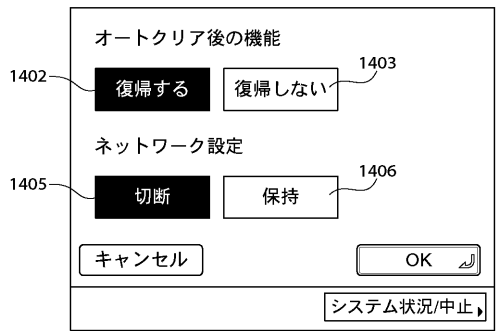 オートクリア後の機能
1402 復帰する 復帰しない 1403
ネットワーク設定
1405 切断 保持 1406
キャンセル OK
システム状況/中止